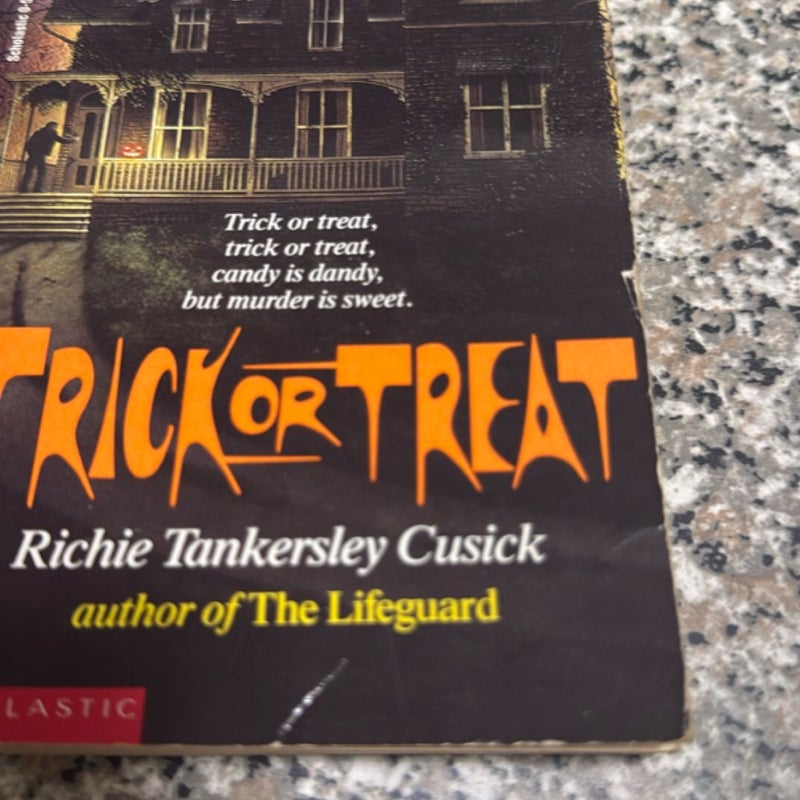 Scholastic
Trick or treat,
trick or treat,
candy is dandy,
but murder is sweet.
TRICK OR TREAT
Richie Tankersley Cusick
author of The Lifeguard
LASTIC